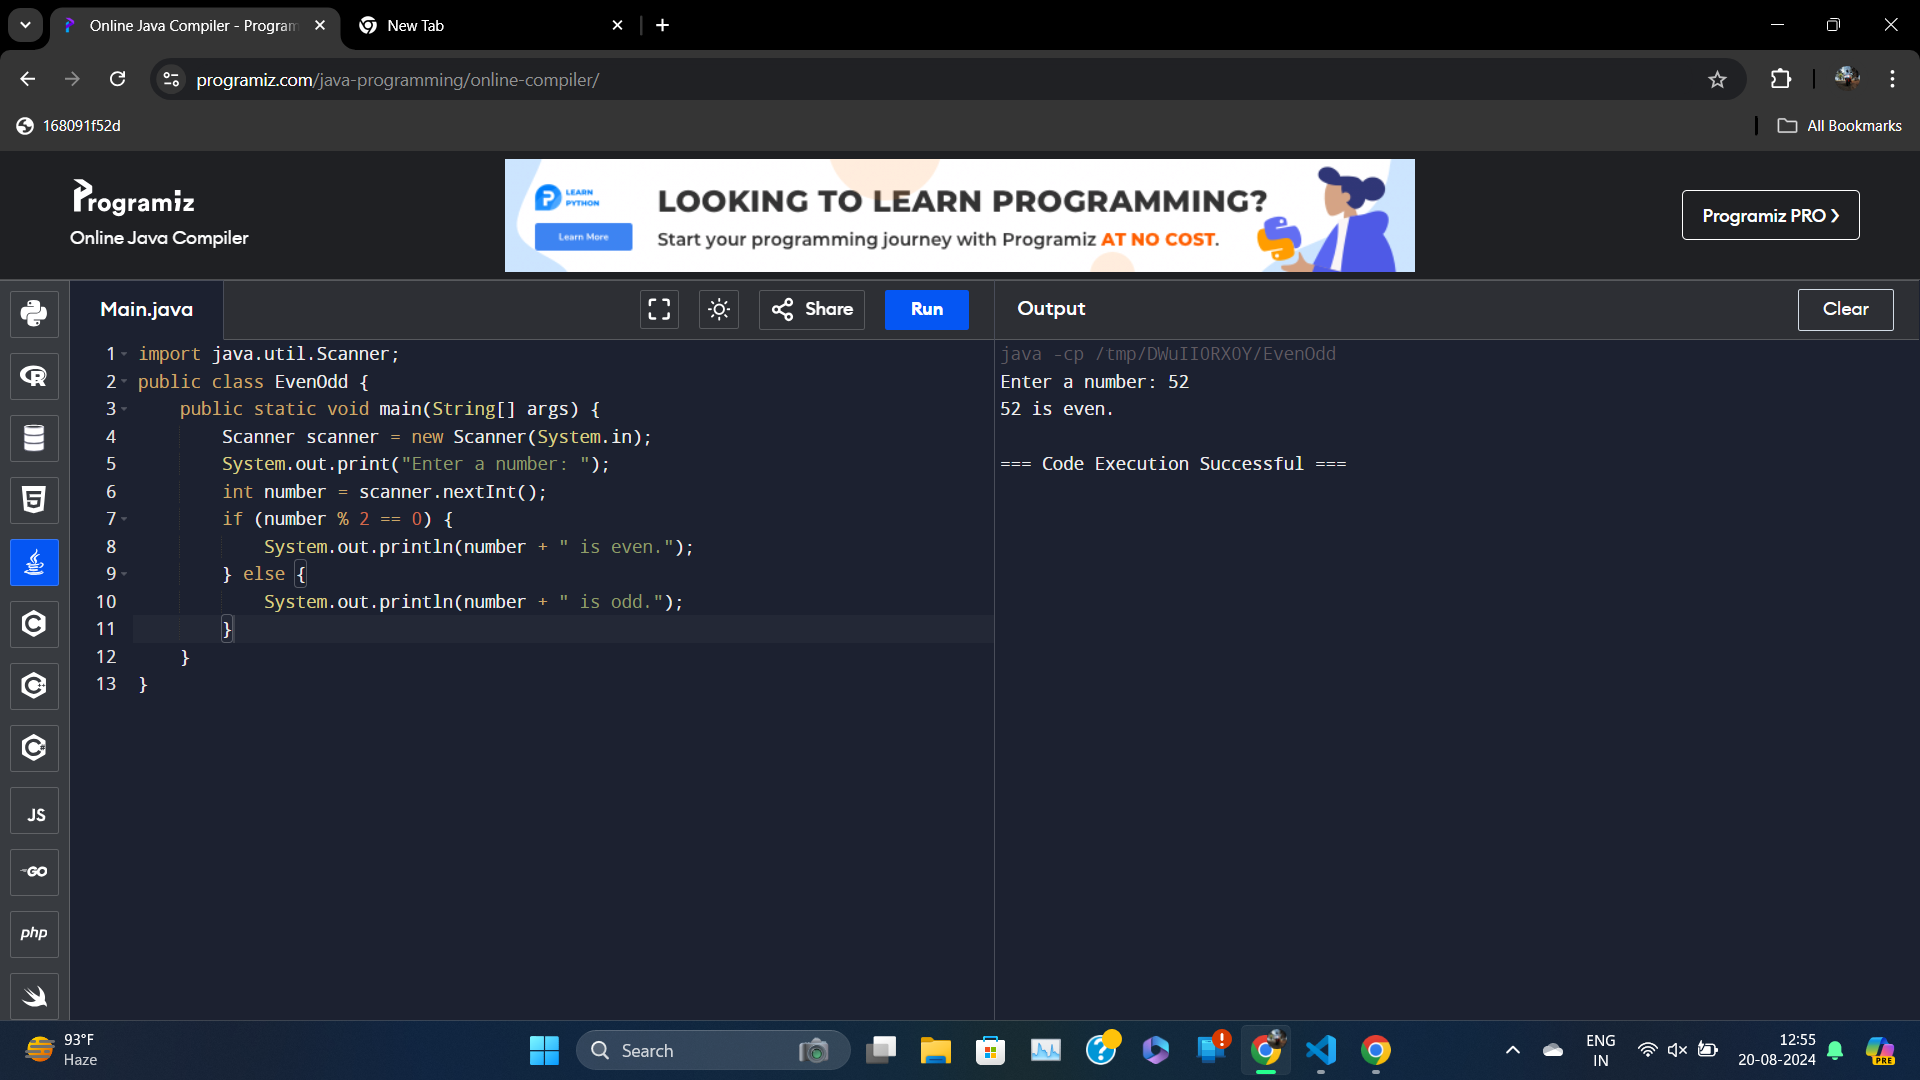 Online Java Compiler - Program
New Tab
programiz.com/java-programming/online-compiler/
168091f52d
All Bookmarks
Programiz
Online Java Compiler
LEARN
PYTHON
Learn More
LOOKING TO LEARN PROGRAMMING?
Start your programming journey with Programiz AT NO COST.
Programiz PRO ›
Main.java
Share
Run
Output
Clear
1 import java.util.Scanner;
2 public class EvenOdd {
3     public static void main(String[] args) {
4         Scanner scanner = new Scanner(System.in);
5         System.out.print("Enter a number: ");
6         int number = scanner.nextInt();
7         if (number % 2 == 0) {
8             System.out.println(number + " is even.");
9         } else {
10             System.out.println(number + " is odd.");
11         }
12     }
13 }
java -cp /tmp/DWuII0RXOY/EvenOdd
Enter a number: 52
52 is even.
=== Code Execution Successful ===
JS
GO
php
93°F
Haze
Search
ENG
IN
12:55
20-08-2024
PRE